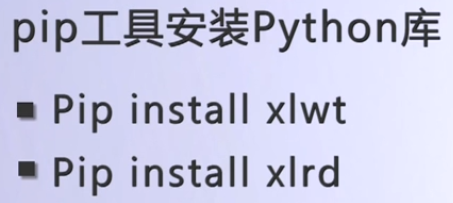 pip工具安装Python库
Pip install xlwt
Pip install xlrd